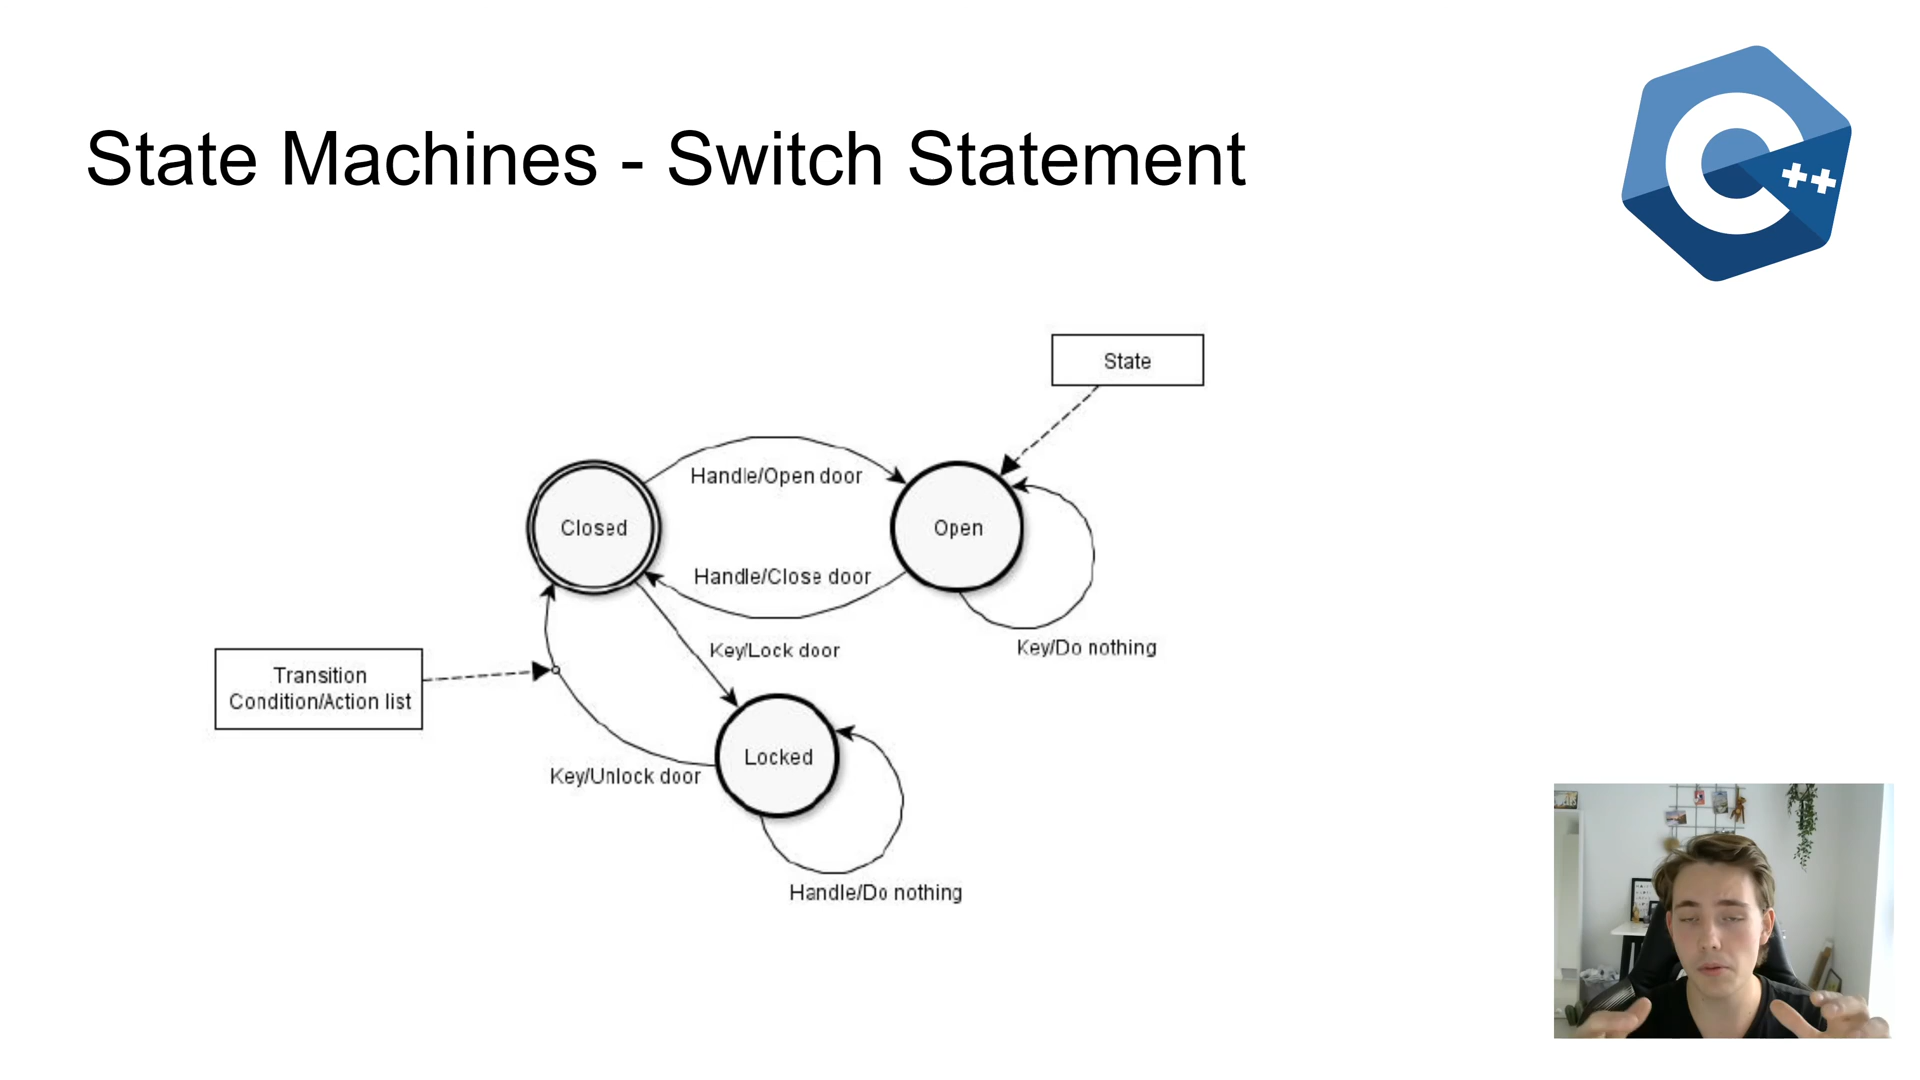 State Machines - Switch Statement
++
State
Handle/Open door
Closed
Open
Handle/Close door
Key/Lock door
Key/Do nothing
Transition
Condition/Action list
Locked
Key/Unlock door
Handle/Do nothing